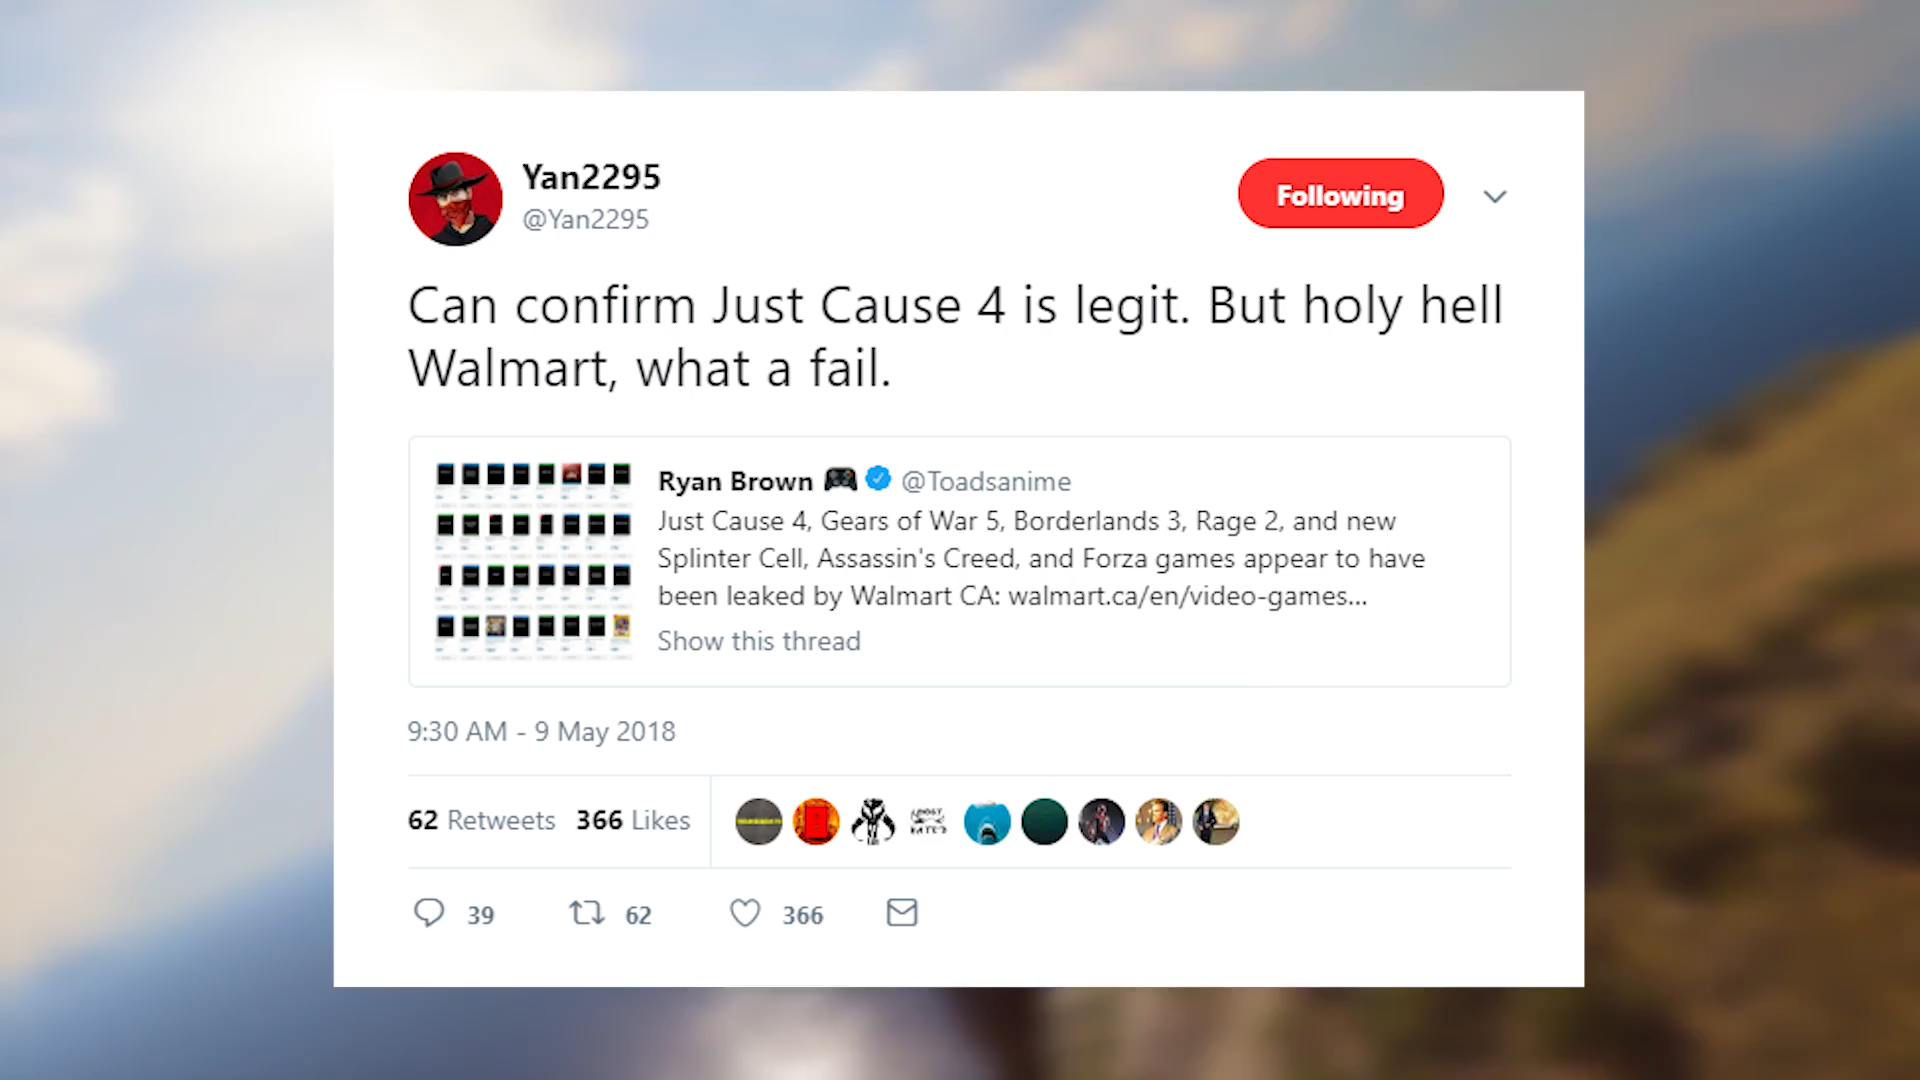 Yan2295
@Yan2295
Following
Can confirm Just Cause 4 is legit. But holy hell
Walmart, what a fail.
Ryan Brown @Toadsanime
Just Cause 4, Gears of War 5, Borderlands 3, Rage 2, and new
Splinter Cell, Assassin's Creed, and Forza games appear to have
been leaked by Walmart CA: walmart.ca/en/video-games...
Show this thread
9:30 AM - 9 May 2018
62 Retweets 366 Likes
39 62 366